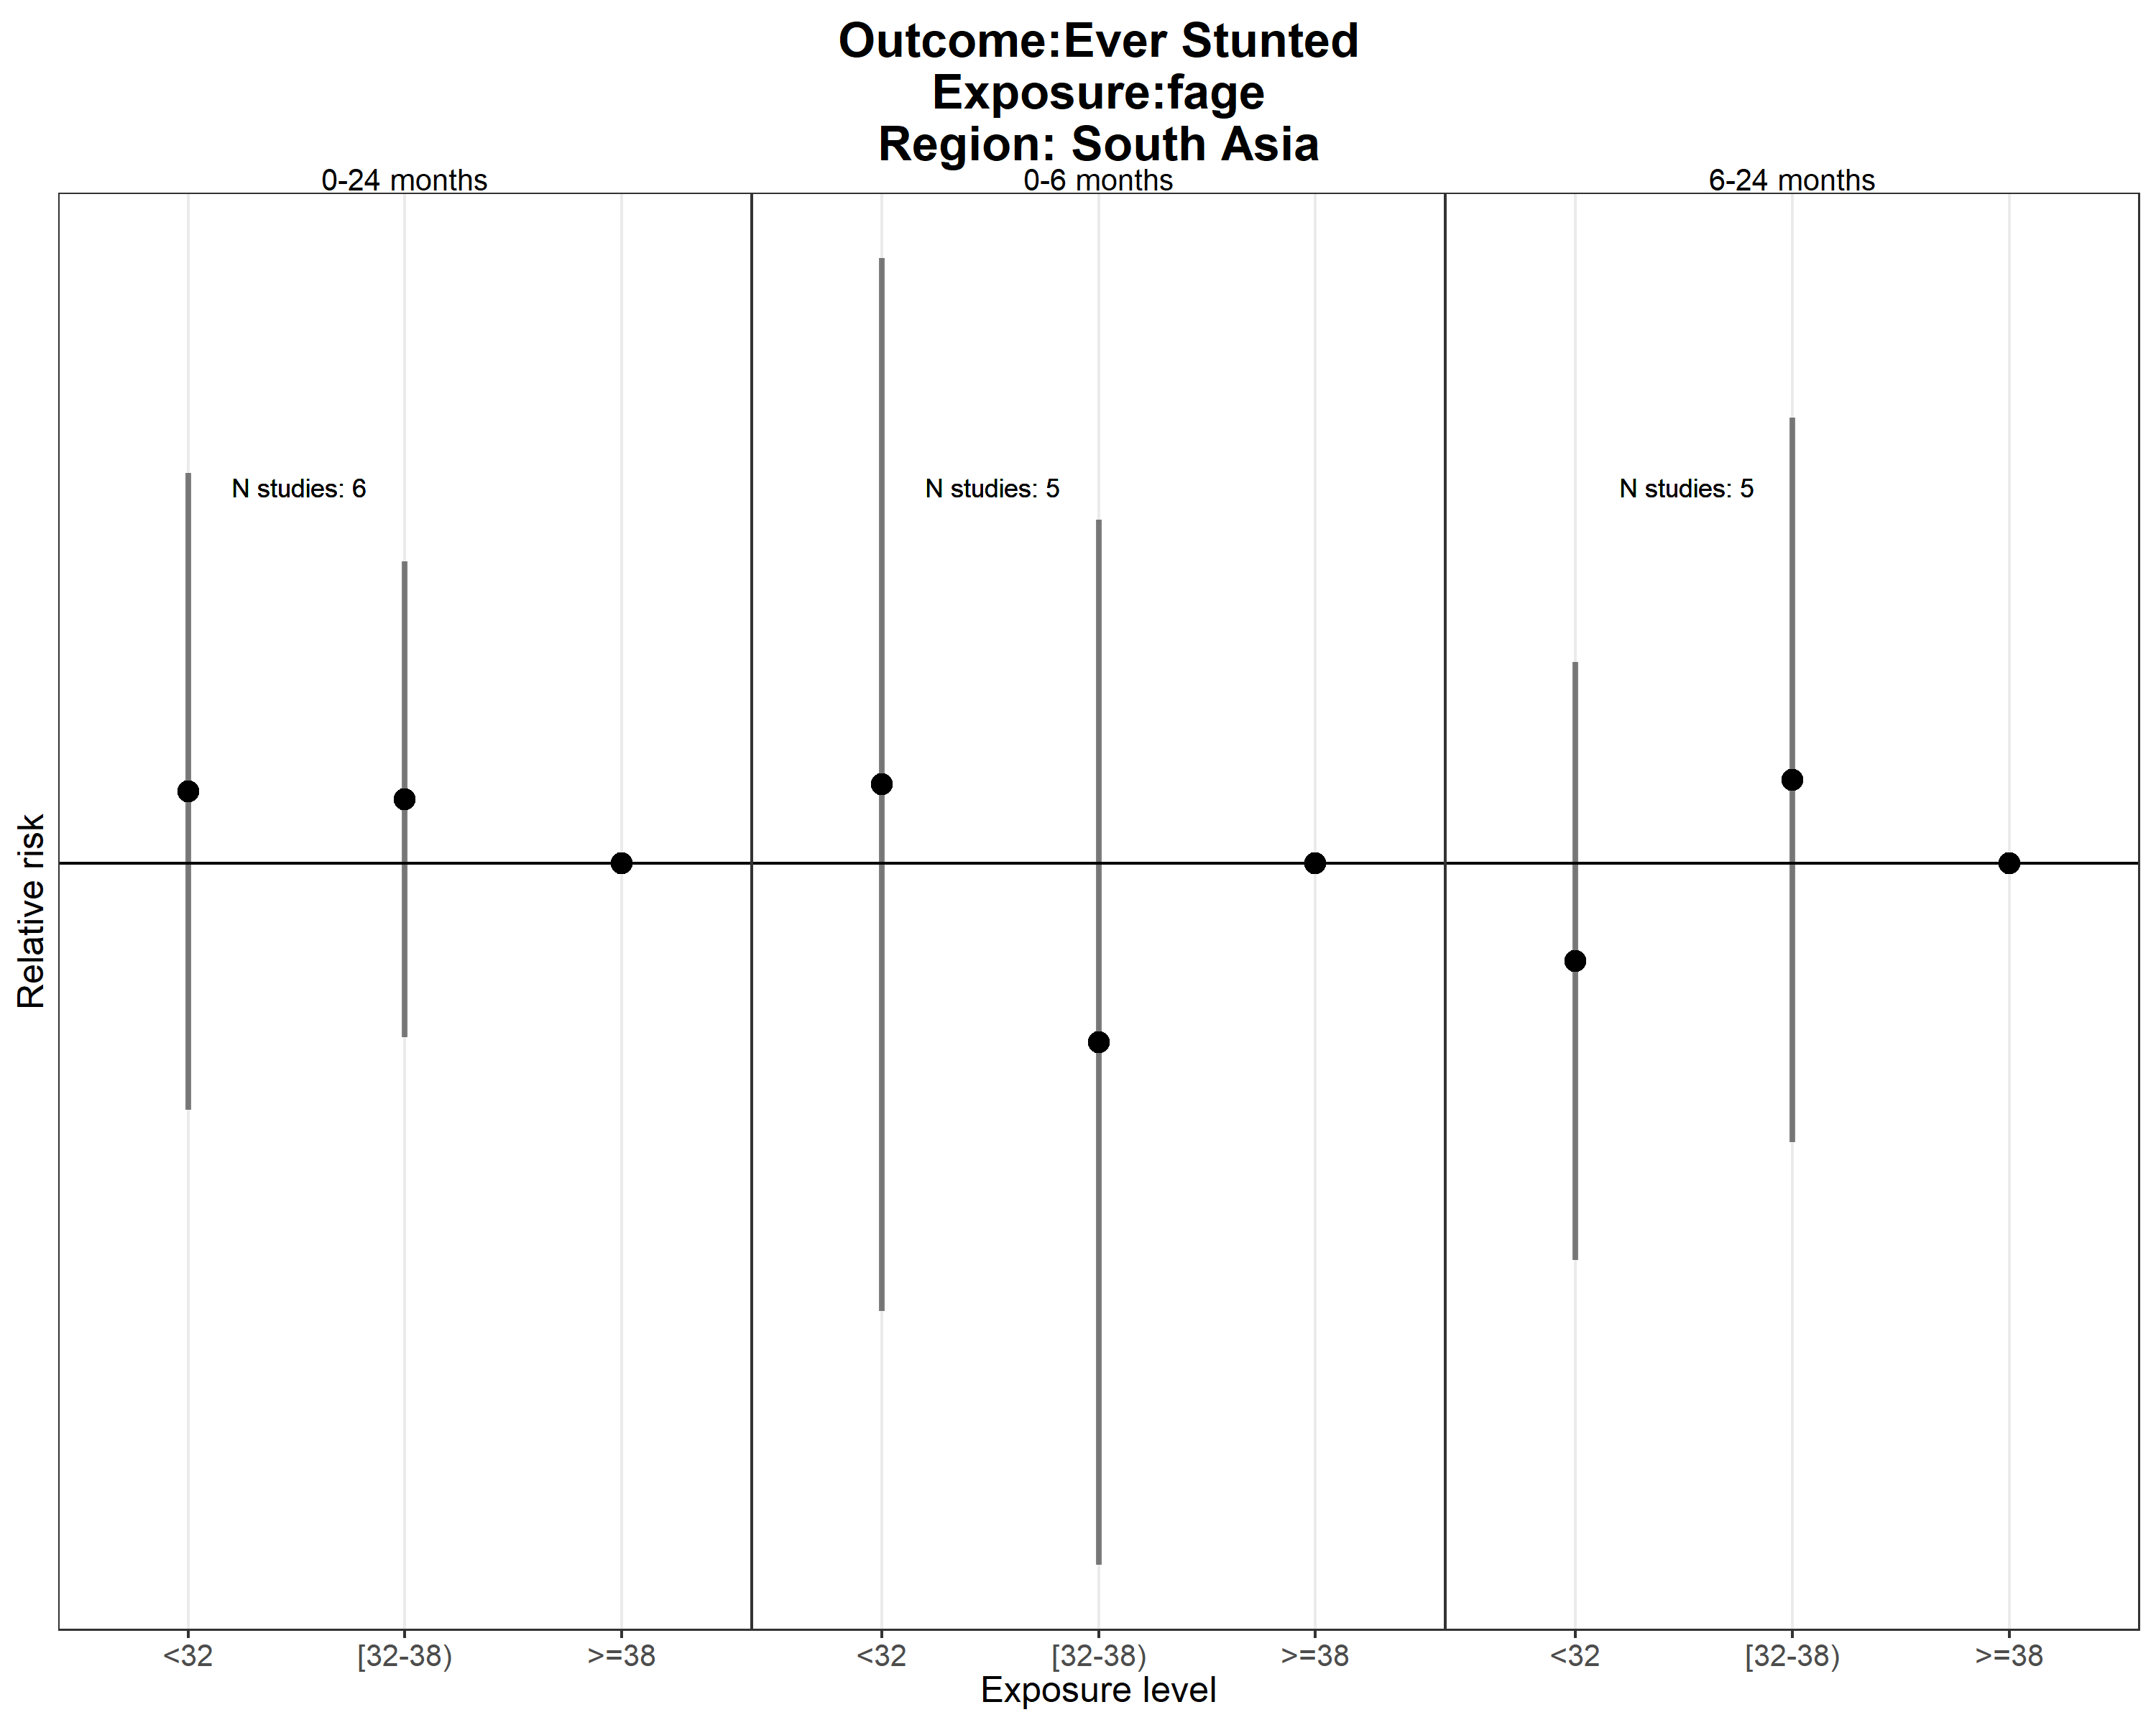 Outcome:Ever Stunted
Exposure:fage
Region: South Asia
0-24 months
0-6 months
6-24 months
N studies: 6
N studies: 5
N studies: 5
Relative risk
<32
[32-38)
>=38
<32
[32-38)
>=38
<32
[32-38)
>=38
Exposure level